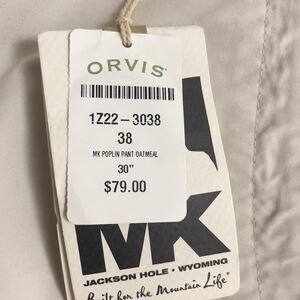 ORVIS
1Z22-3038
38
MK POPLIN PANT OATMEAL
30"
$79.00
MK
JACKSON HOLE • WYOMING
Built for the Mountain Life®